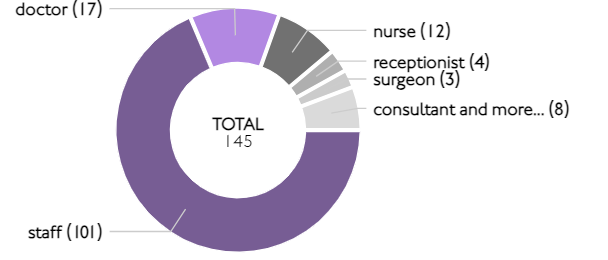 doctor (17)
nurse (12)
receptionist (4)
surgeon (3)
consultant and more... (8)
TOTAL
145
staff (101)